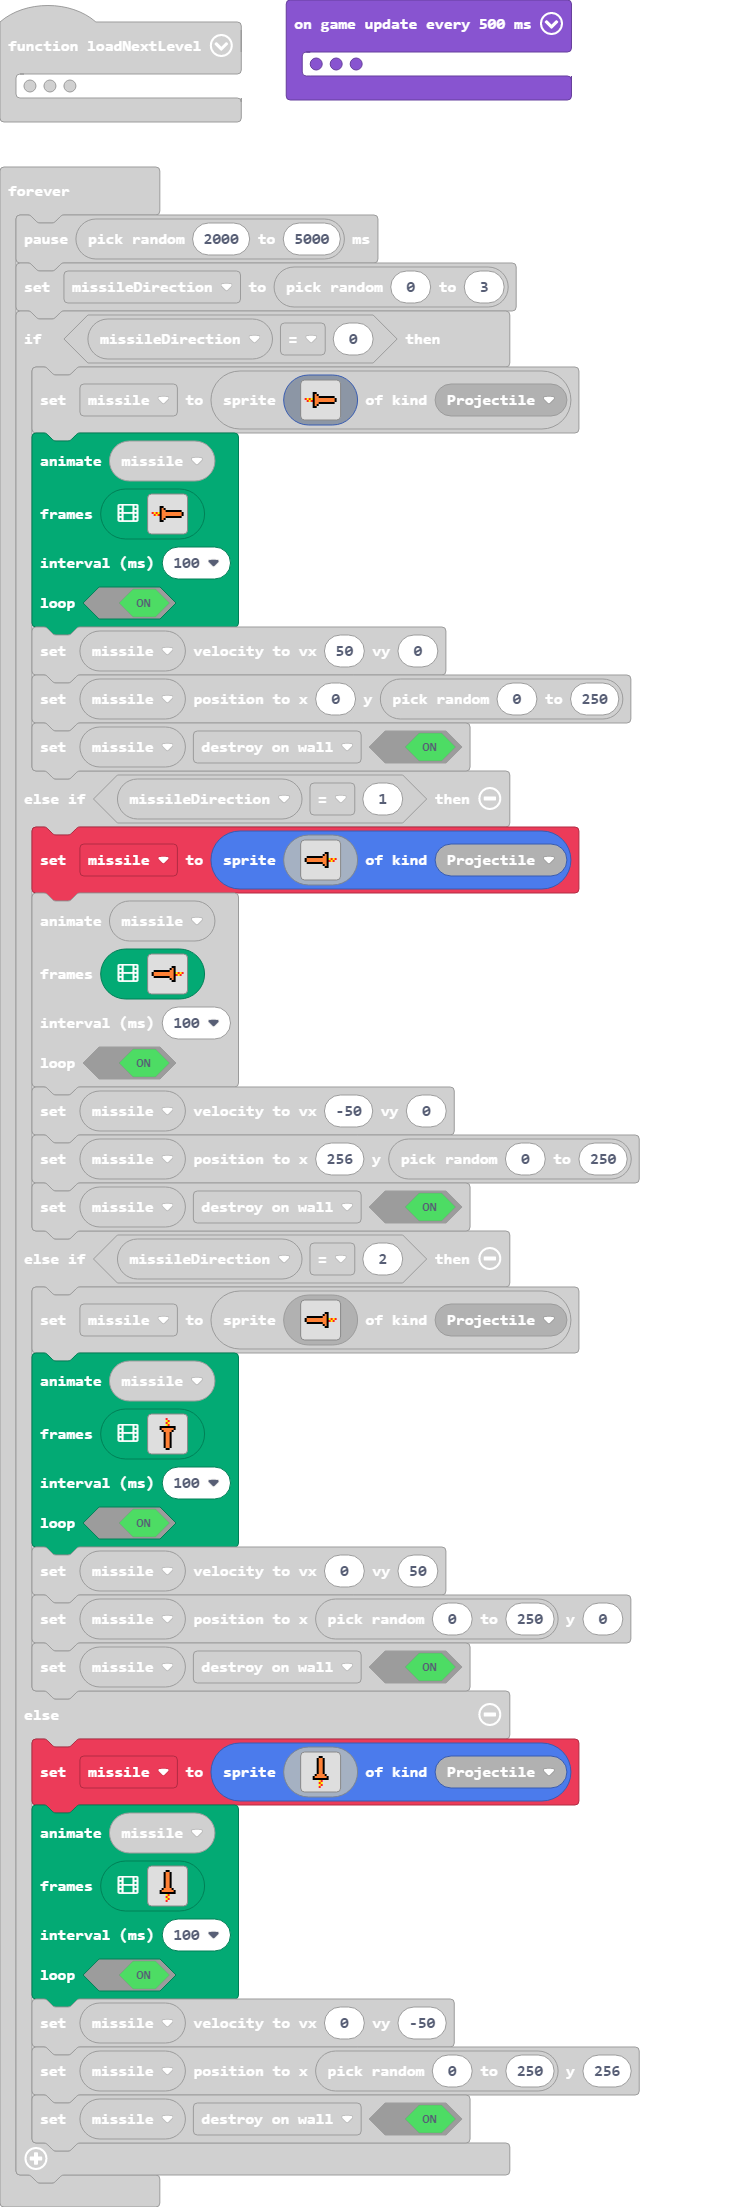 function loadNextLevel
on game update every 500 ms
forever
pause pick random 2000 to 5000 ms
set missileDirection to pick random 0 to 3
if missileDirection = 0 then
set missile to sprite of kind Projectile
animate missile
frames
interval (ms) 100
loop ON
set missile velocity to vx 50 vy 0
set missile position to x 0 y pick random 0 to 250
set missile destroy on wall ON
else if missileDirection = 1 then
set missile to sprite of kind Projectile
animate missile
frames
interval (ms) 100
loop ON
set missile velocity to vx -50 vy 0
set missile position to x 256 y pick random 0 to 250
set missile destroy on wall ON
else if missileDirection = 2 then
set missile to sprite of kind Projectile
animate missile
frames
interval (ms) 100
loop ON
set missile velocity to vx 0 vy 50
set missile position to x pick random 0 to 250 y 0
set missile destroy on wall ON
else
set missile to sprite of kind Projectile
animate missile
frames
interval (ms) 100
loop ON
set missile velocity to vx 0 vy -50
set missile position to x pick random 0 to 250 y 256
set missile destroy on wall ON